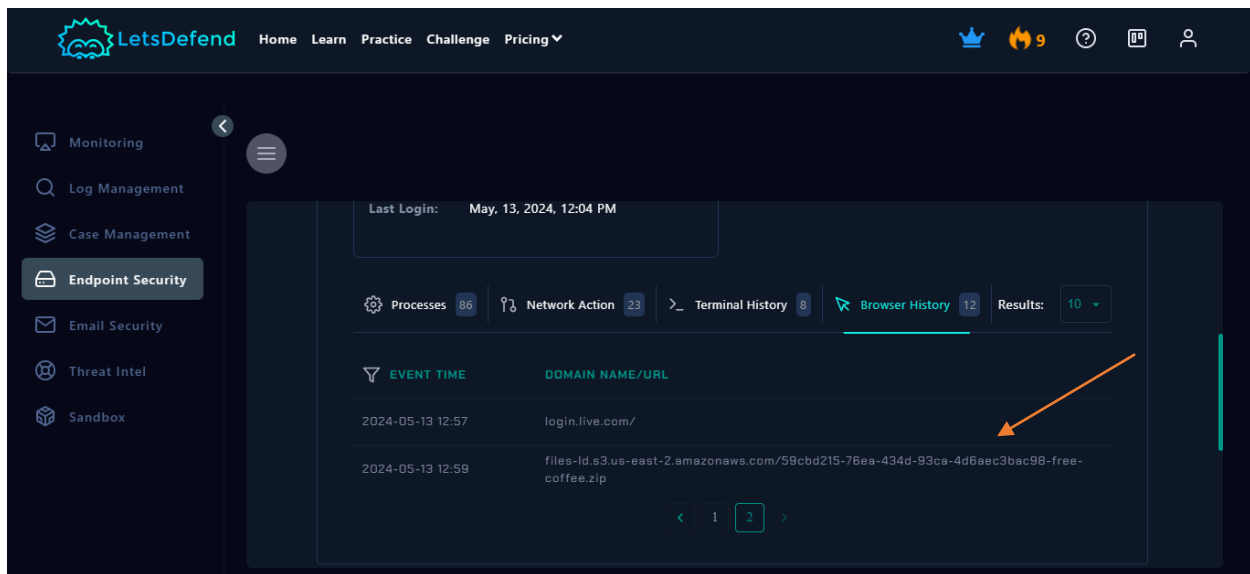 LetsDefend Home Learn Practice Challenge Pricing 9
Monitoring
Log Management
Case Management
Endpoint Security
Email Security
Threat Intel
Sandbox
Last Login: May, 13, 2024, 12:04 PM
Processes 86 Network Action 23 >_ Terminal History 8 Browser History 12 Results: 10
EVENT TIME DOMAIN NAME/URL
2024-05-13 12:57 login.live.com/
2024-05-13 12:59 files-ld.s3.us-east-2.amazonaws.com/59cbd215-76ea-434d-93ca-4d6aec3bac98-free-
coffee.zip
< 1 2 >